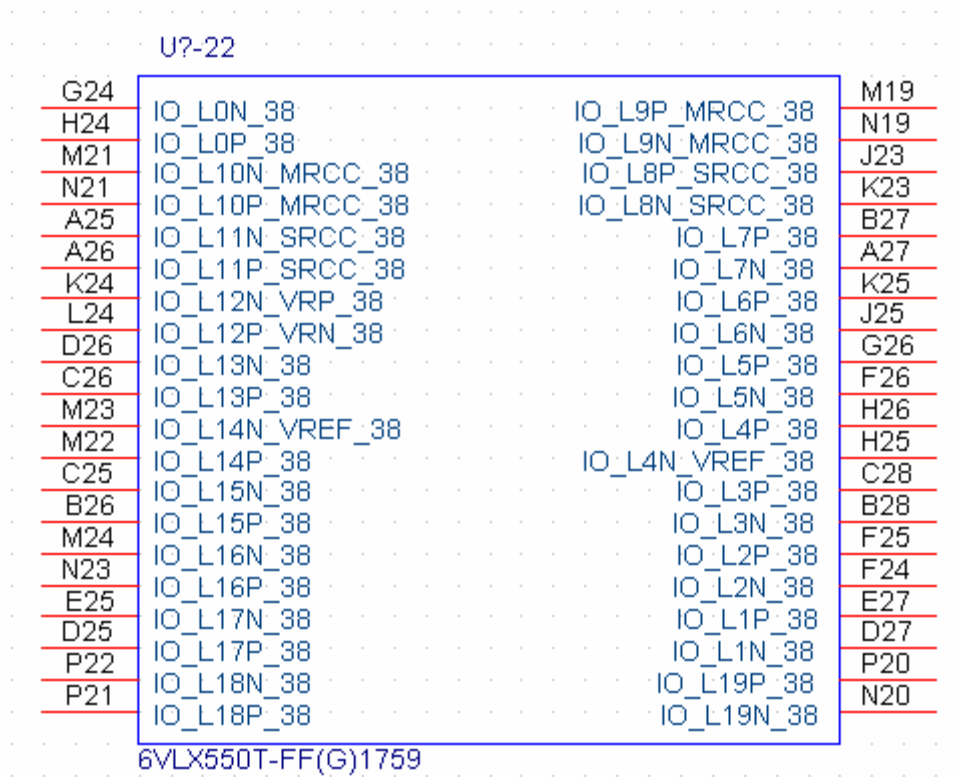 U?-22
G24 IO_L0N_38 IO_L9P_MRCC_38 M19
H24 IO_L0P_38 IO_L9N_MRCC_38 N19
M21 IO_L10N_MRCC_38 IO_L8P_SRCC_38 J23
N21 IO_L10P_MRCC_38 IO_L8N_SRCC_38 K23
A25 IO_L11N_SRCC_38 IO_L7P_38 B27
A26 IO_L11P_SRCC_38 IO_L7N_38 A27
K24 IO_L12N_VRP_38 IO_L6P_38 K25
L24 IO_L12P_VRN_38 IO_L6N_38 J25
D26 IO_L13N_38 IO_L5P_38 G26
C26 IO_L13P_38 IO_L5N_38 F26
M23 IO_L14N_VREF_38 IO_L4P_38 H26
M22 IO_L14P_38 IO_L4N_VREF_38 H25
C25 IO_L15N_38 IO_L3P_38 C28
B26 IO_L15P_38 IO_L3N_38 B28
M24 IO_L16N_38 IO_L2P_38 F25
N23 IO_L16P_38 IO_L2N_38 F24
E25 IO_L17N_38 IO_L1P_38 E27
D25 IO_L17P_38 IO_L1N_38 D27
P22 IO_L18N_38 IO_L19P_38 P20
P21 IO_L18P_38 IO_L19N_38 N20
6VLX550T-FF(G)1759